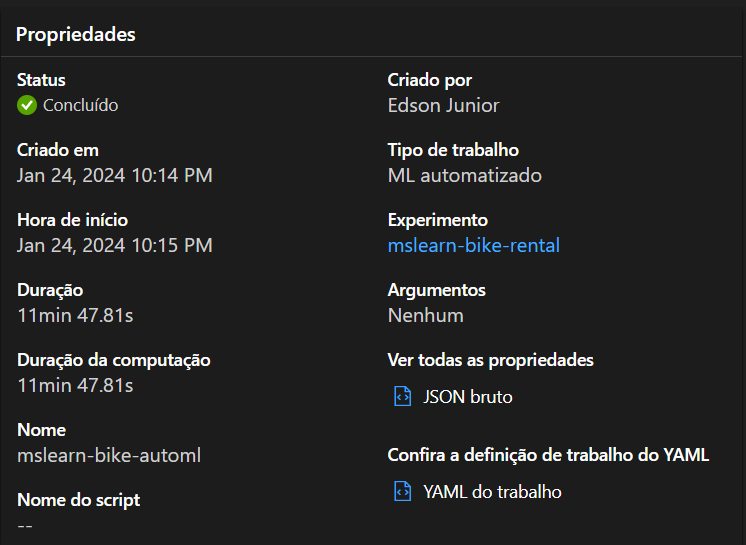 Propriedades
Status
Concluído
Criado em
Jan 24, 2024 10:14 PM
Hora de início
Jan 24, 2024 10:15 PM
Duração
11min 47.81s
Duração da computação
11min 47.81s
Nome
mslearn-bike-automl
Nome do script
--
Criado por
Edson Junior
Tipo de trabalho
ML automatizado
Experimento
mslearn-bike-rental
Argumentos
Nenhum
Ver todas as propriedades
JSON bruto
Confira a definição de trabalho do YAML
YAML do trabalho